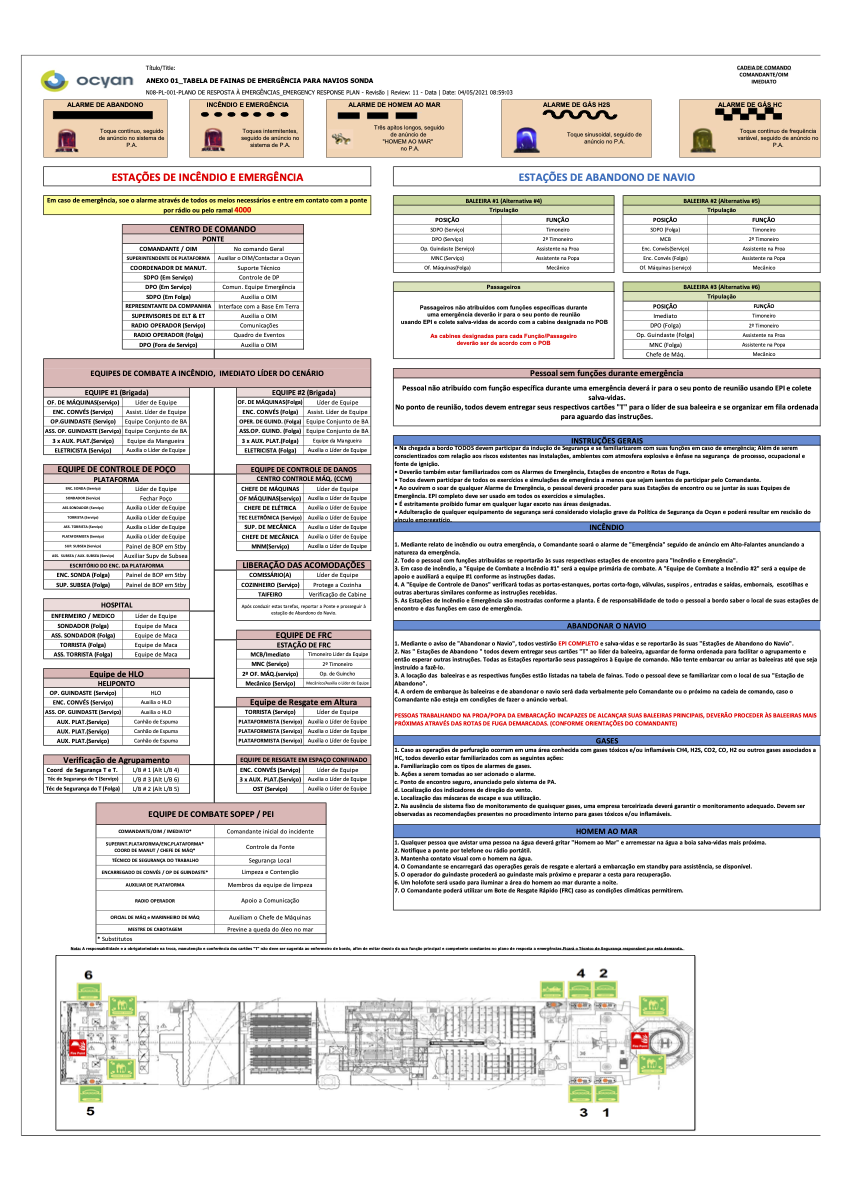 Título/Title:
ANEXO 01_TABELA DE FAINAS DE EMERGÊNCIA PARA NAVIOS SONDA
N08-PL-001-PLANO DE RESPOSTA À EMERGÊNCIAS_EMERGENCY RESPONSE PLAN - Revisão | Review: 11 - Data | Date: 04/05/2021 08:59:03
CADEIA DE COMANDO
COMANDANTE/OIM
IMEDIATO
ocyan
ALARME DE ABANDONO
Toque contínuo, seguido
de anúncio no sistema de
P.A.
INCÊNDIO E EMERGÊNCIA
Toques intermitentes,
seguido de anúncio no
sistema de P.A.
ALARME DE HOMEM AO MAR
Três apitos longos, seguido
de anúncio de
"HOMEM AO MAR"
no P.A.
ALARME DE GÁS H2S
Toque sinusoidal, seguido de
anúncio no P.A.
ALARME DE GÁS HC
Toque contínuo de frequência
variável, seguido de anúncio no
P.A.
ESTAÇÕES DE INCÊNDIO E EMERGÊNCIA
Em caso de emergência, soe o alarme através de todos os meios necessários e entre em contato com a ponte
por rádio ou pelo ramal 4000
CENTRO DE COMANDO
PONTE
COMANDANTE / OIM No comando Geral
SUPERINTENDENTE DE PLATAFORMA Auxiliar o OIM/Contactar a Ocyan
COORDENADOR DE MANUT. Suporte Técnico
SDPO (Em Serviço) Controle de DP
DPO (Em Serviço) Comun. Equipe Emergência
SDPO (Em Folga) Auxilia o OIM
REPRESENTANTE DA COMPANHIA Interface com a Base Em Terra
SUPERVISORES DE ELT & ET Auxilia o OIM
RADIO OPERADOR (Serviço) Comunicações
RADIO OPERADOR (Folga) Quadro de Eventos
DPO (Fora de Serviço) Auxilia o OIM
EQUIPES DE COMBATE A INCÊNDIO, IMEDIATO LÍDER DO CENÁRIO
EQUIPE #1 (Brigada)
OF. DE MÁQUINAS(serviço) Líder de Equipe
ENC. CONVÉS (Serviço) Assist. Líder de Equipe
OP.GUINDASTE (Serviço) Equipe Conjunto de BA
ASS. OP. GUINDASTE (Serviço) Equipe Conjunto de BA
3 x AUX. PLAT.(Serviço) Equipe da Mangueira
ELETRICISTA (Serviço) Auxilia o Líder de Equipe
EQUIPE #2 (Brigada)
OF. DE MÁQUINAS(Folga) Líder de Equipe
ENC. CONVÉS (Folga) Assist. Líder de Equipe
OPER. DE GUIND. (Folga) Equipe Conjunto de BA
ASS.OP. GUIND. (Folga) Equipe Conjunto de BA
3 x AUX. PLAT.(Folga) Equipe da Mangueira
ELETRICISTA (Folga) Auxilia o Líder de Equipe
EQUIPE DE CONTROLE DE POÇO
PLATAFORMA
ENC. SONDA (Serviço) Líder de Equipe
SONDADOR (Serviço) Fechar Poço
ASS.SONDADOR (Serviço) Auxilia o Líder de Equipe
TORRISTA (Serviço) Auxilia o Líder de Equipe
ASS. TORRISTA (Serviço) Auxilia o Líder de Equipe
PLATAFORMISTA (Serviço) Auxilia o Líder de Equipe
SUP. SUBSEA (Serviço) Painel de BOP em Stby
ASS. SUBSEA / AUX. SUBSEA (Serviço) Auxiliar Supv de Subsea
ESCRITÓRIO DO ENC. DA PLATAFORMA
ENC. SONDA (Folga) Painel de BOP em Stby
SUP. SUBSEA (Folga) Painel de BOP em Stby
EQUIPE DE CONTROLE DE DANOS
CENTRO CONTROLE MÁQ. (CCM)
CHEFE DE MÁQUINAS Líder de Equipe
OF MÁQUINAS(serviço) Auxilia o Líder de Equipe
CHEFE DE ELÉTRICA Auxilia o Líder de Equipe
TEC ELETRÔNICA (Serviço) Auxilia o Líder de Equipe
SUP. DE MECÂNICA Auxilia o Líder de Equipe
CHEFE DE MECÂNICA Auxilia o Líder de Equipe
MNM(Serviço) Auxilia o Líder de Equipe
LIBERAÇÃO DAS ACOMODAÇÕES
COMISSÁRIO(A) Líder de Equipe
COZINHEIRO (Serviço) Protege a Cozinha
TAIFEIRO Verificação de Cabine
Após conduzir estas tarefas, reportar a Ponte e prosseguir à
estação de Abandono do Navio.
HOSPITAL
ENFERMEIRO / MEDICO Líder de Equipe
SONDADOR (Folga) Equipe de Maca
ASS. SONDADOR (Folga) Equipe de Maca
TORRISTA (Folga) Equipe de Maca
ASS. TORRISTA (Folga) Equipe de Maca
EQUIPE DE FRC
ESTAÇÃO DE FRC
MCB/Imediato Timoneiro Líder da Equipe
MNC (Serviço) 2º Timoneiro
2º OF. MÁQ.(serviço) Op. de Guincho
Mecânico (Serviço) Mecânico/Auxilia o Líder de Equipe
Equipe de HLO
HELIPONTO
OP. GUINDASTE (Serviço) HLO
ENC. CONVÉS (Serviço) Auxilia o HLO
ASS. OP. GUINDASTE (Serviço) Auxilia o HLO
AUX. PLAT.(Serviço) Canhão de Espuma
AUX. PLAT.(Serviço) Canhão de Espuma
AUX. PLAT.(Serviço) Canhão de Espuma
Equipe de Resgate em Altura
TORRISTA (Serviço) Líder de Equipe
PLATAFORMISTA (Serviço) Auxilia o Líder de Equipe
PLATAFORMISTA (Serviço) Auxilia o Líder de Equipe
PLATAFORMISTA (Serviço) Auxilia o Líder de Equipe
Verificação de Agrupamento
Coord de Segurança T e T. L/B # 1 (Alt L/B 4)
Téc de Segurança do T (Serviço) L/B # 3 (Alt L/B 6)
Téc de Segurança do T (Folga) L/B # 2 (Alt L/B 5)
EQUIPE DE RESGATE EM ESPAÇO CONFINADO
ENC. CONVÉS (Serviço) Líder de Equipe
3 x AUX. PLAT.(Serviço) Auxilia o Líder de Equipe
OST (Serviço) Auxilia o Líder de Equipe
EQUIPE DE COMBATE SOPEP / PEI
COMANDANTE/OIM / IMEDIATO* Comandante inicial do incidente
SUPERINT.PLATAFORMA/ENC.PLATAFORMA*
COORD DE MANUT / CHEFE DE MÁQ* Controle da Fonte
TÉCNICO DE SEGURANÇA DO TRABALHO Segurança Local
ENCARREGADO DE CONVÉS / OP DE GUINDASTE* Limpeza e Contenção
AUXILIAR DE PLATAFORMA Membros da equipe de limpeza
RADIO OPERADOR Apoio a Comunicação
OFICIAL DE MÁQ e MARINHEIRO DE MÁQ Auxiliam o Chefe de Máquinas
MESTRE DE CABOTAGEM Previne a queda do óleo no mar
* Substitutos
ESTAÇÕES DE ABANDONO DE NAVIO
BALEEIRA #1 (Alternativa #4)
Tripulação
POSIÇÃO FUNÇÃO
SDPO (Serviço) Timoneiro
DPO (Serviço) 2º Timoneiro
Op. Guindaste (Serviço) Assistente na Proa
MNC (Serviço) Assistente na Popa
Of. Máquinas(Folga) Mecânico
BALEEIRA #2 (Alternativa #5)
Tripulação
POSIÇÃO FUNÇÃO
SDPO (Folga) Timoneiro
MCB 2º Timoneiro
Enc. Convés(Serviço) Assistente na Proa
Enc. Convés (Folga) Assistente na Popa
Of. Máquinas (serviço) Mecânico
Passageiros
Passageiros não atribuídos com funções específicas durante
uma emergência deverão ir para o seu ponto de reunião
usando EPI e colete salva-vidas de acordo com a cabine designada no POB
As cabines designadas para cada Função/Passageiro
deverão ser de acordo com o POB
BALEEIRA #3 (Alternativa #6)
Tripulação
POSIÇÃO FUNÇÃO
Imediato Timoneiro
DPO (Folga) 2º Timoneiro
Op. Guindaste (Folga) Assistente na Proa
MNC (Folga) Assistente na Popa
Chefe de Máq. Mecânico
Pessoal sem funções durante emergência
Pessoal não atribuído com função específica durante uma emergência deverá ir para o seu ponto de reunião usando EPI e colete
salva-vidas.
No ponto de reunião, todos devem entregar seus respectivos cartões "T" para o líder de sua baleeira e se organizar em fila ordenada
para aguardo das instruções.
INSTRUÇÕES GERAIS
• Na chegada a bordo TODOS devem participar da indução de Segurança e se familiarizarem com suas funções em caso de emergência; Além de serem
conscientizados com relação aos riscos existentes nas instalações, ambientes com atmosfera explosiva e ênfase na segurança de processo, ocupacional e
fonte de ignição.
• Deverão também estar familiarizados com os Alarmes de Emergência, Estações de encontro e Rotas de Fuga.
• Todos devem participar de todos os exercícios e simulações de emergência a menos que sejam isentos de participar pelo Comandante.
• Ao ouvirem o soar de qualquer Alarme de Emergência, o pessoal deverá proceder para suas Estações de encontro ou se juntar às suas Equipes de
Emergência. EPI completo deve ser usado em todos os exercícios e simulações.
• É estritamente proibido fumar em qualquer lugar exceto nas áreas designadas.
• Adulteração de qualquer equipamento de segurança será considerado violação grave da Política de Segurança da Ocyan e poderá resultar em rescisão do
vínculo empregatício.
INCÊNDIO
1. Mediante relato de incêndio ou outra emergência, o Comandante soará o alarme de "Emergência" seguido de anúncio em Alto-Falantes anunciando a
natureza da emergência.
2. Todo o pessoal com funções atribuídas se reportarão às suas respectivas estações de encontro para "Incêndio e Emergência".
3. Em caso de incêndio, a "Equipe de Combate a Incêndio #1" será a equipe primária de combate. A "Equipe de Combate a Incêndio #2" será a equipe de
apoio e auxiliará a equipe #1 conforme as instruções dadas.
4. A "Equipe de Controle de Danos" verificará todas as portas-estanques, portas corta-fogo, válvulas, suspiros , entradas e saídas, embornais, escotilhas e
outras aberturas similares conforme as instruções recebidas.
5. As Estações de Incêndio e Emergência são mostradas conforme a planta. É de responsabilidade de todo o pessoal a bordo saber o local de suas estações de
encontro e das funções em caso de emergência.
ABANDONAR O NAVIO
1. Mediante o aviso de "Abandonar o Navio", todos vestirão EPI COMPLETO e salva-vidas e se reportarão às suas "Estações de Abandono do Navio".
2. Nas " Estações de Abandono " todos devem entregar seus cartões "T" ao líder da baleeira, aguardar de forma ordenada para facilitar o agrupamento e
então esperar outras instruções. Todas as Estações reportarão seus passageiros à Equipe de comando. Não tente embarcar ou arriar as baleeiras até que seja
instruído a fazê-lo.
3. A locação das baleeiras e as respectivas funções estão listadas na tabela de fainas. Todo o pessoal deve se familiarizar com o local de sua "Estação de
Abandono".
4. A ordem de embarque às baleeiras e de abandonar o navio será dada verbalmente pelo Comandante ou o próximo na cadeia de comando, caso o
Comandante não esteja em condições de fazer o anúncio verbal.
PESSOAS TRABALHANDO NA PROA/POPA DA EMBARCAÇÃO INCAPAZES DE ALCANÇAR SUAS BALEEIRAS PRINCIPAIS, DEVERÃO PROCEDER ÀS BALEEIRAS MAIS
PRÓXIMAS ATRAVÉS DAS ROTAS DE FUGA DEMARCADAS. (CONFORME ORIENTAÇÕES DO COMANDANTE)
GASES
1. Caso as operações de perfuração ocorram em uma área conhecida com gases tóxicos e/ou inflamáveis CH4, H2S, CO2, CO, H2 ou outros gases associados a
HC, todos deverão estar familiarizados com as seguintes ações:
a. Familiarização com os tipos de alarmes de gases.
b. Ações a serem tomadas ao ser acionado o alarme.
c. Ponto de encontro seguro, anunciado pelo sistema de PA.
d. Localização dos indicadores de direção do vento.
e. Localização das máscaras de escape e sua utilização.
2. Na ausência de sistema fixo de monitoramento de quaisquer gases, uma empresa terceirizada deverá garantir o monitoramento adequado. Devem ser
observadas as recomendações presentes no procedimento interno para gases tóxicos e/ou inflamáveis.
HOMEM AO MAR
1. Qualquer pessoa que avistar uma pessoa na água deverá gritar "Homem ao Mar" e arremessar na água a boia salva-vidas mais próxima.
2. Notifique a ponte por telefone ou rádio portátil.
3. Mantenha contato visual com o homem na água.
4. O Comandante se encarregará das operações gerais de resgate e alertará a embarcação em standby para assistência, se disponível.
5. O operador do guindaste procederá ao guindaste mais próximo e preparar a cesta para recuperação.
6. Um holofote será usado para iluminar a área do homem ao mar durante a noite.
7. O Comandante poderá utilizar um Bote de Resgate Rápido (FRC) caso as condições climáticas permitirem.
Nota: A responsabilidade e a obrigatoriedade na troca, manutenção e conferência dos cartões "T" não deve ser sugerida ao enfermeiro de bordo, afim de evitar desvio da sua função principal e competente constantes no plano de resposta a emergências.Ficará o Técnico de Segurança responsável por esta demanda.
6
4 2
H
5
3 1